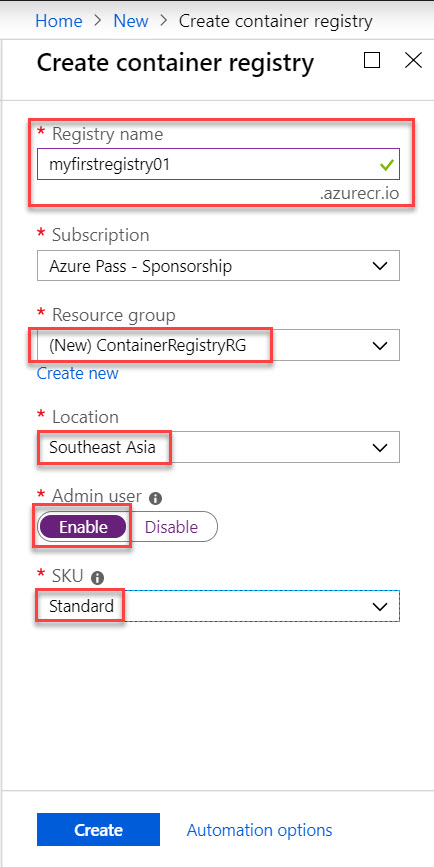 Home > New > Create container registry
Create container registry
* Registry name
myfirstregistry01
.azurecr.io
* Subscription
Azure Pass - Sponsorship
* Resource group
(New) ContainerRegistryRG
Create new
* Location
Southeast Asia
* Admin user
Enable Disable
* SKU
Standard
Create Automation options